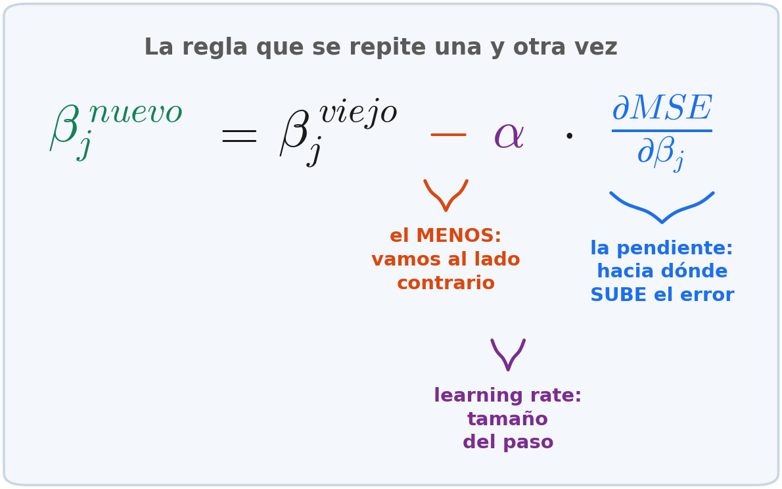 La regla que se repite una y otra vez
β_j^{nuevo} = β_j^{viejo} − α · ∂MSE/∂β_j
el MENOS:
vamos al lado
contrario
la pendiente:
hacia dónde
SUBE el error
learning rate:
tamaño
del paso